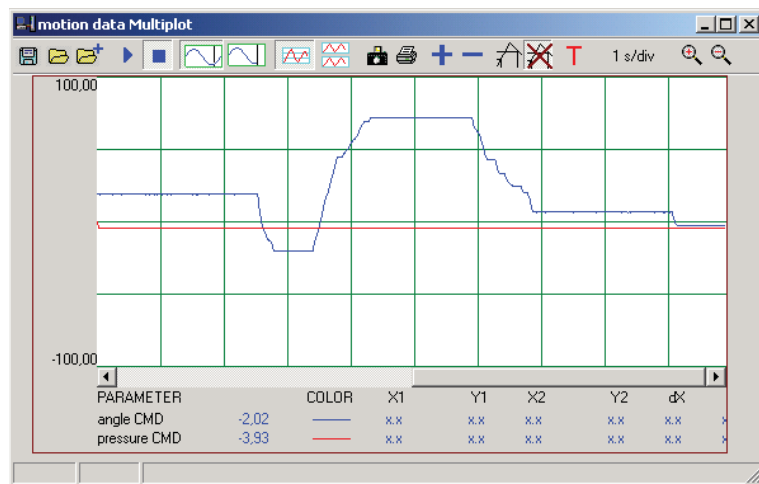 motion data Multiplot
T 1 s/div
100,00
-100,00
PARAMETER COLOR X1 Y1 X2 Y2 dX
angle CMD -2,02 x.x x.x x.x x.x x.x
pressure CMD -3,93 x.x x.x x.x x.x x.x